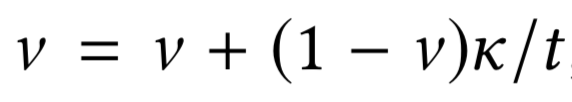 ν = ν + (1 − ν)κ/t